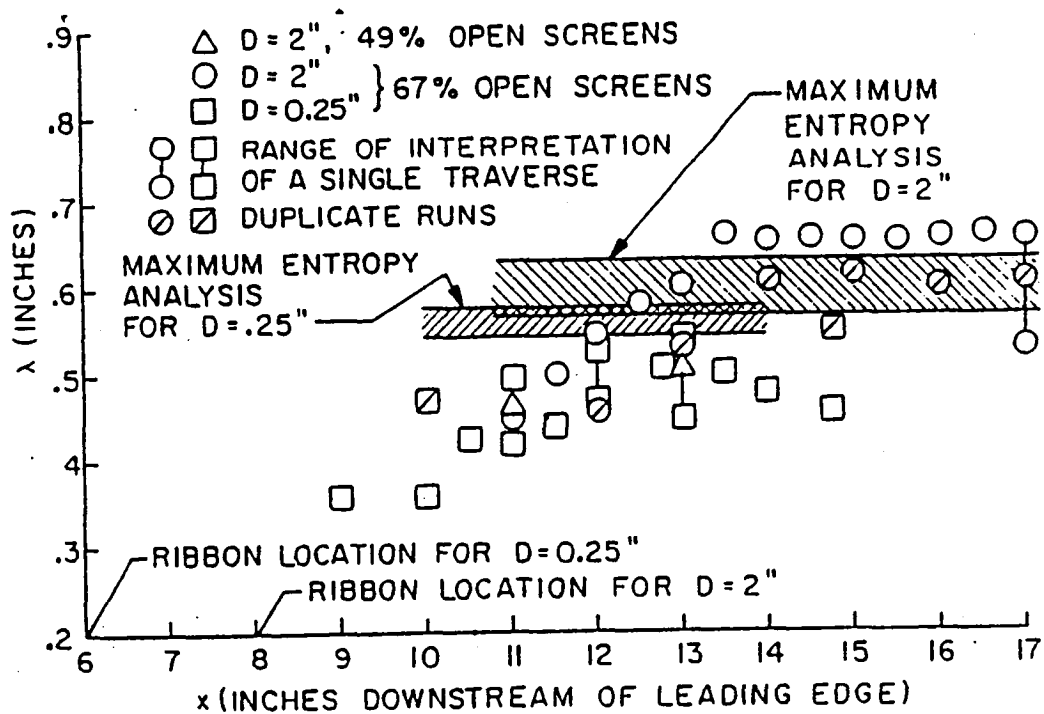 △ D = 2", 49% OPEN SCREENS
○ D = 2"
□ D = 0.25"
} 67% OPEN SCREENS
RANGE OF INTERPRETATION
OF A SINGLE TRAVERSE
DUPLICATE RUNS
MAXIMUM
ENTROPY
ANALYSIS
FOR D = 2"
MAXIMUM ENTROPY
ANALYSIS
FOR D = .25"
RIBBON LOCATION FOR D = 0.25"
RIBBON LOCATION FOR D = 2"
λ (INCHES)
.9
.8
.7
.6
.5
.4
.3
.2
6 7 8 9 10 11 12 13 14 15 16 17
x (INCHES DOWNSTREAM OF LEADING EDGE)